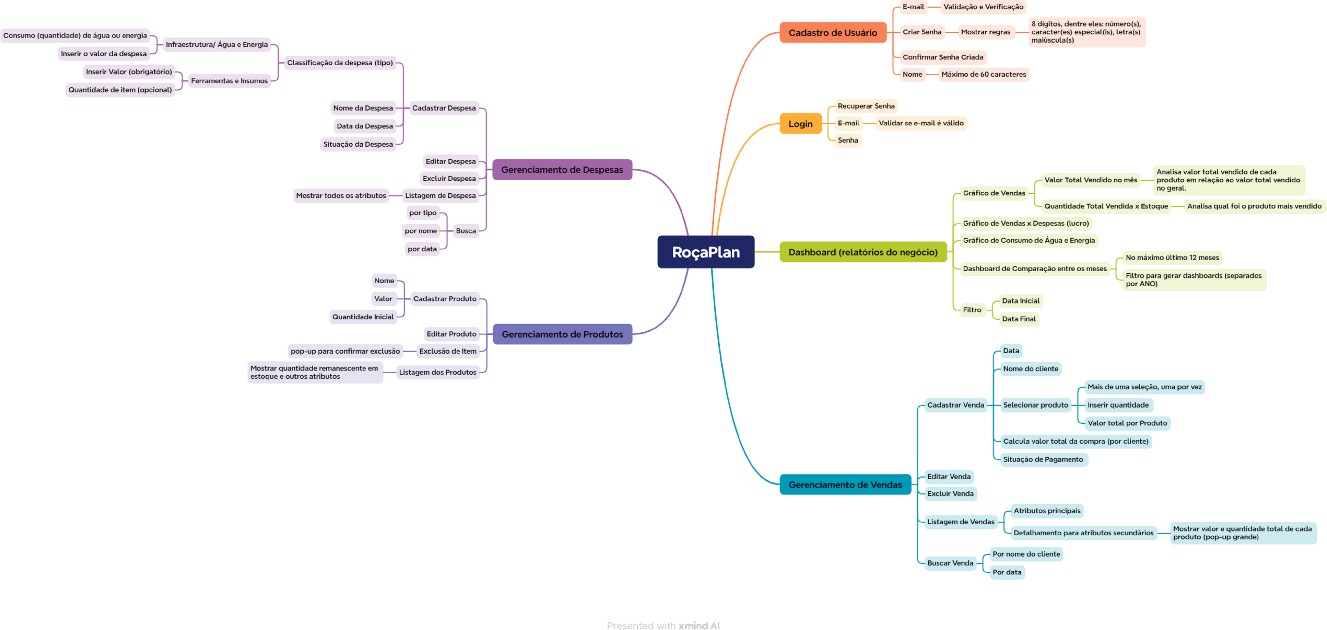 RoçaPlan
Cadastro de Usuário
E-mail
Validação e Verificação
Criar Senha
Mostrar regras
8 dígitos, dentre eles: número(s),
caracter(es) especial(is), letra(s)
maiúscula(s)
Confirmar Senha Criada
Nome
Máximo de 60 caracteres
Login
Recuperar Senha
E-mail
Validar se e-mail é válido
Senha
Dashboard (relatórios do negócio)
Gráfico de Vendas
Valor Total Vendido no mês
Analisa valor total vendido de cada
produto em relação ao valor total vendido
no geral.
Quantidade Total Vendida x Estoque
Analisa qual foi o produto mais vendido
Gráfico de Vendas x Despesas (lucro)
Gráfico de Consumo de Água e Energia
Dashboard de Comparação entre os meses
No máximo último 12 meses
Filtro para gerar dashboards (separados
por ANO)
Filtro
Data Inicial
Data Final
Gerenciamento de Vendas
Cadastrar Venda
Data
Nome do cliente
Selecionar produto
Mais de uma seleção, uma por vez
Inserir quantidade
Valor total por Produto
Calcula valor total da compra (por cliente)
Situação de Pagamento
Editar Venda
Excluir Venda
Listagem de Vendas
Atributos principais
Detalhamento para atributos secundários
Mostrar valor e quantidade total de cada
produto (pop-up grande)
Buscar Venda
Por nome do cliente
Por data
Gerenciamento de Despesas
Cadastrar Despesa
Classificação da despesa (tipo)
Infraestrutura/ Água e Energia
Consumo (quantidade) de água ou energia
Inserir o valor da despesa
Ferramentas e Insumos
Inserir Valor (obrigatório)
Quantidade de item (opcional)
Nome da Despesa
Data da Despesa
Situação da Despesa
Editar Despesa
Excluir Despesa
Listagem de Despesa
Mostrar todos os atributos
Busca
por tipo
por nome
por data
Gerenciamento de Produtos
Cadastrar Produto
Nome
Valor
Quantidade Inicial
Editar Produto
Exclusão de Item
pop-up para confirmar exclusão
Listagem dos Produtos
Mostrar quantidade remanescente em
estoque e outros atributos
Presented with xmind AI